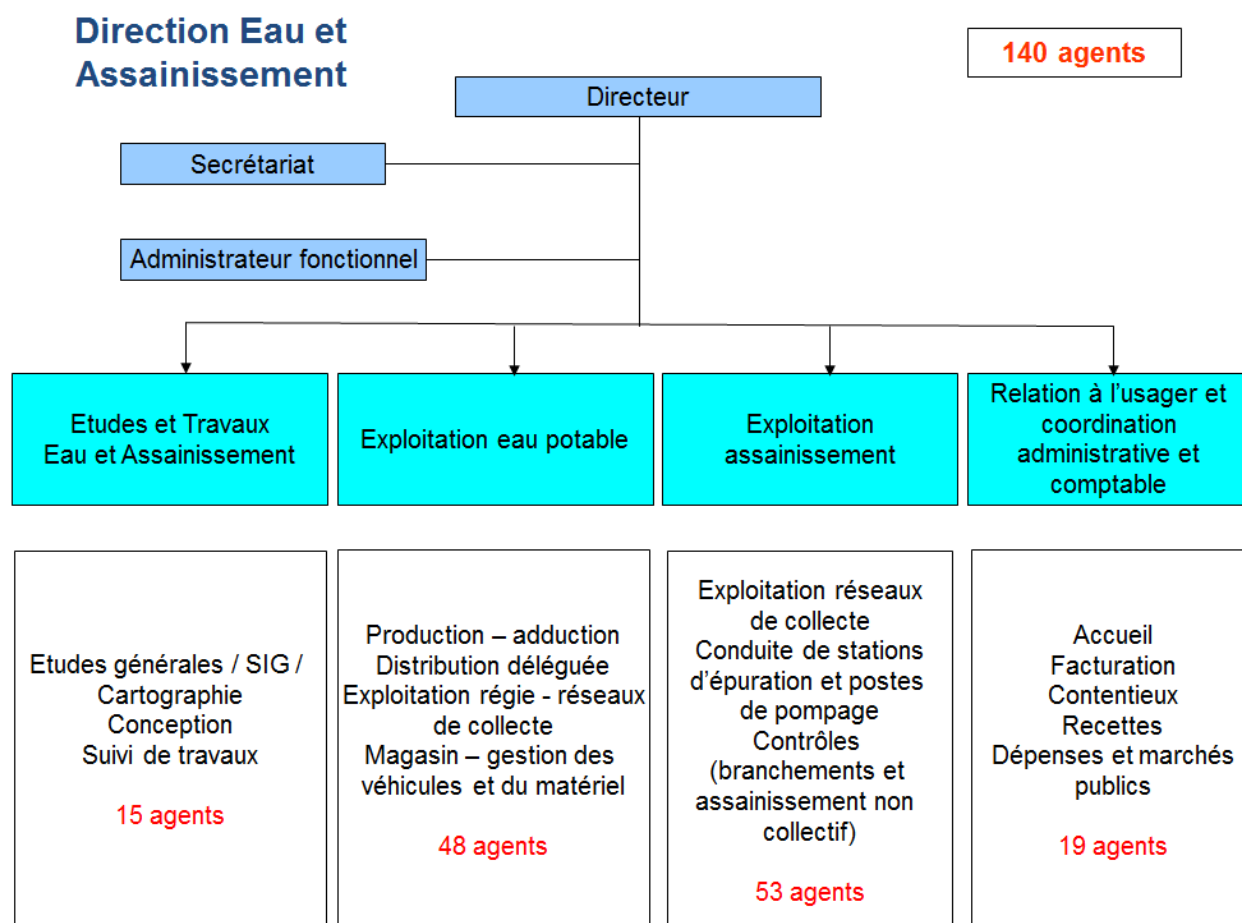 Direction Eau et
Assainissement
140 agents
Directeur
Secrétariat
Administrateur fonctionnel
Etudes et Travaux
Eau et Assainissement
Exploitation eau potable
Exploitation
assainissement
Relation à l'usager et
coordination
administrative et
comptable
Etudes générales / SIG /
Cartographie
Conception
Suivi de travaux
15 agents
Production – adduction
Distribution déléguée
Exploitation régie - réseaux
de collecte
Magasin – gestion des
véhicules et du matériel
48 agents
Exploitation réseaux
de collecte
Conduite de stations
d'épuration et postes
de pompage
Contrôles
(branchements et
assainissement non
collectif)
53 agents
Accueil
Facturation
Contentieux
Recettes
Dépenses et marchés
publics
19 agents